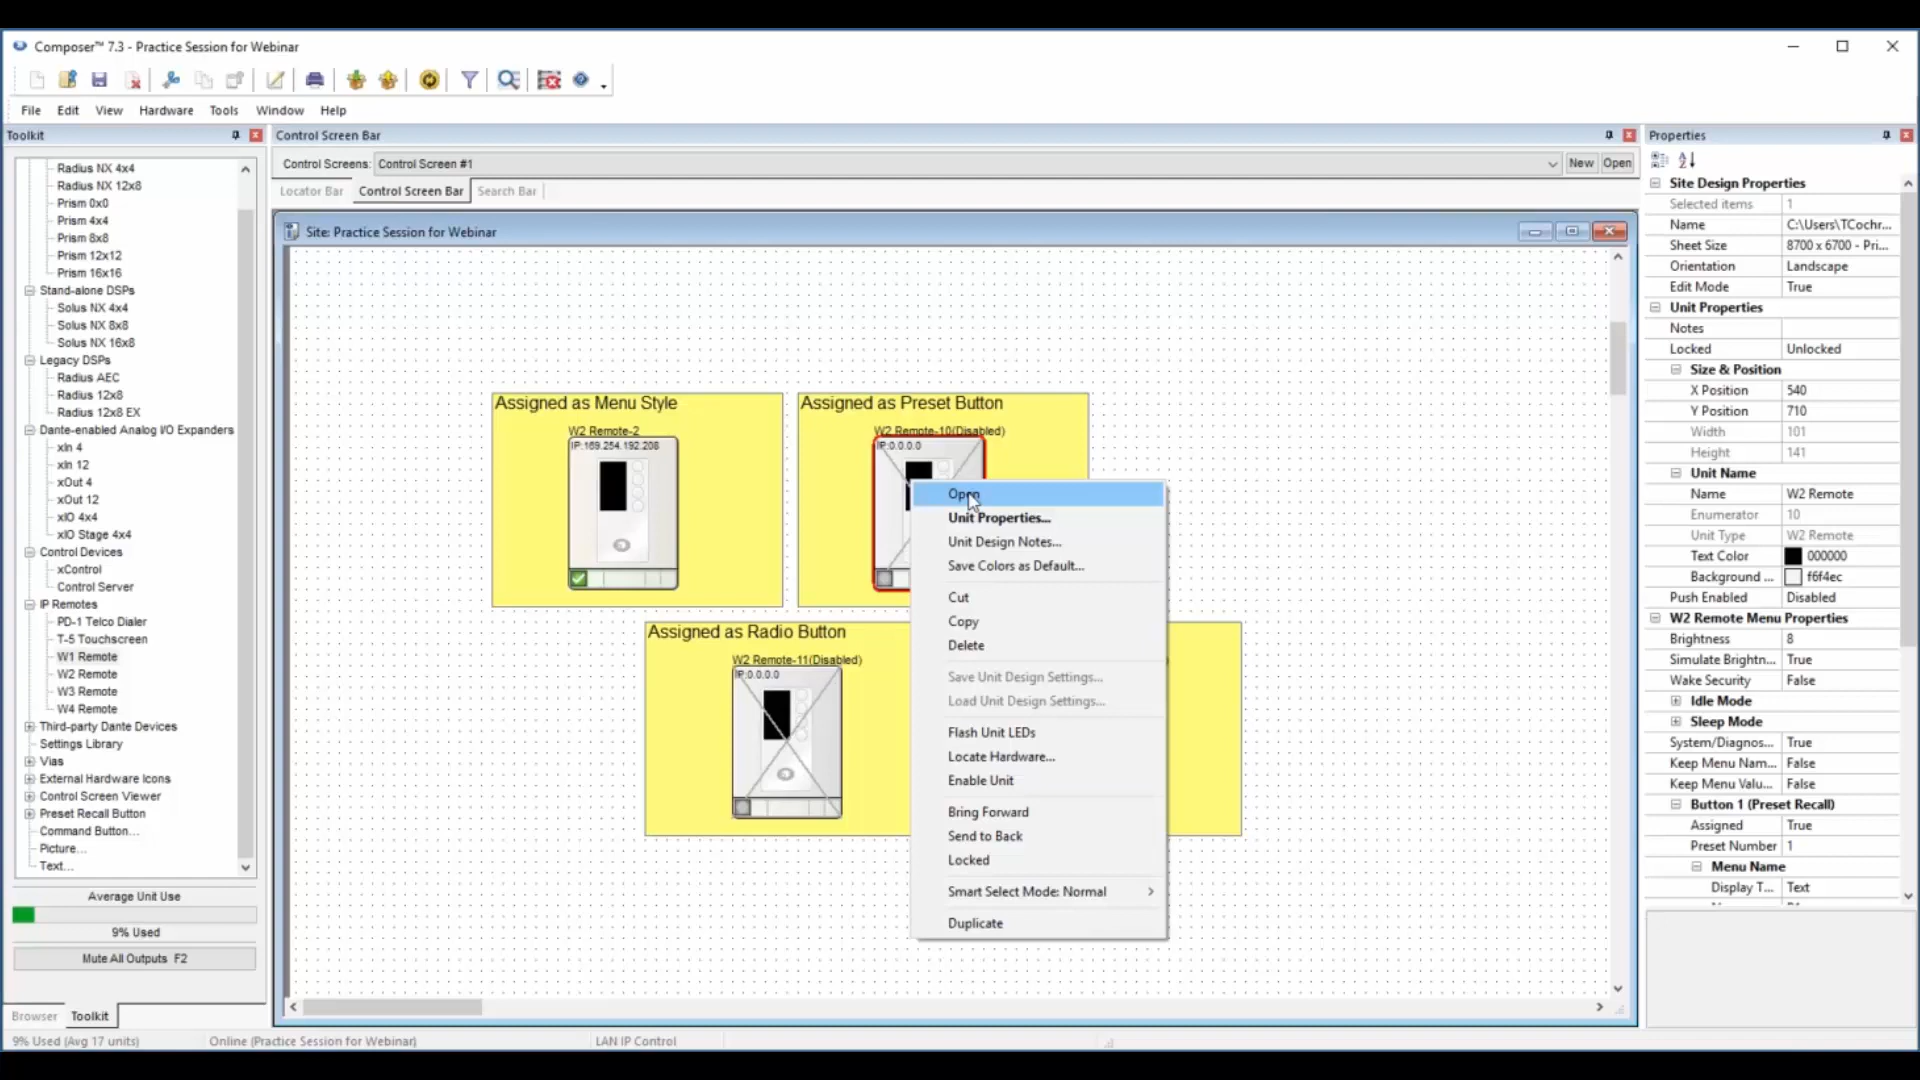 Composer™ 7.3 - Practice Session for Webinar
File Edit View Hardware Tools Window Help
Toolkit
Radius NX 4x4
Radius NX 12x8
Prism 0x0
Prism 4x4
Prism 8x8
Prism 12x12
Prism 16x16
Stand-alone DSPs
Solus NX 4x4
Solus NX 8x8
Solus NX 16x8
Legacy DSPs
Radius AEC
Radius 12x8
Radius 12x8 EX
Dante-enabled Analog I/O Expanders
xIn 4
xIn 12
xOut 4
xOut 12
xIO 4x4
xIO Stage 4x4
Control Devices
xControl
Control Server
IP Remotes
PD-1 Telco Dialer
T-5 Touchscreen
W1 Remote
W2 Remote
W3 Remote
W4 Remote
Third-party Dante Devices
Settings Library
Vias
External Hardware Icons
Control Screen Viewer
Preset Recall Button
Command Button...
Picture...
Text...
Average Unit Use
9% Used
Mute All Outputs F2
Browser Toolkit
Control Screen Bar
Control Screens: Control Screen #1 New Open
Locator Bar Control Screen Bar Search Bar
Site: Practice Session for Webinar
Assigned as Menu Style
W2 Remote-2
IP:169.254.192.208
Assigned as Preset Button
W2 Remote-10(Disabled)
IP:0.0.0.0
Assigned as Radio Button
W2 Remote-11(Disabled)
IP:0.0.0.0
Open
Unit Properties...
Unit Design Notes...
Save Colors as Default...
Cut
Copy
Delete
Save Unit Design Settings...
Load Unit Design Settings...
Flash Unit LEDs
Locate Hardware...
Enable Unit
Bring Forward
Send to Back
Locked
Smart Select Mode: Normal
Duplicate
Properties
Site Design Properties
Selected items 1
Name C:\Users\TCochr...
Sheet Size 8700 x 6700 - Pri...
Orientation Landscape
Edit Mode True
Unit Properties
Notes
Locked Unlocked
Size & Position
X Position 540
Y Position 710
Width 101
Height 141
Unit Name
Name W2 Remote
Enumerator 10
Unit Type W2 Remote
Text Color 000000
Background ... f6f4ec
Push Enabled Disabled
W2 Remote Menu Properties
Brightness 8
Simulate Brightn... True
Wake Security False
Idle Mode
Sleep Mode
System/Diagnos... True
Keep Menu Nam... False
Keep Menu Valu... False
Button 1 (Preset Recall)
Assigned True
Preset Number 1
Menu Name
Display T... Text
9% Used (Avg 17 units) Online (Practice Session for Webinar) LAN IP Control